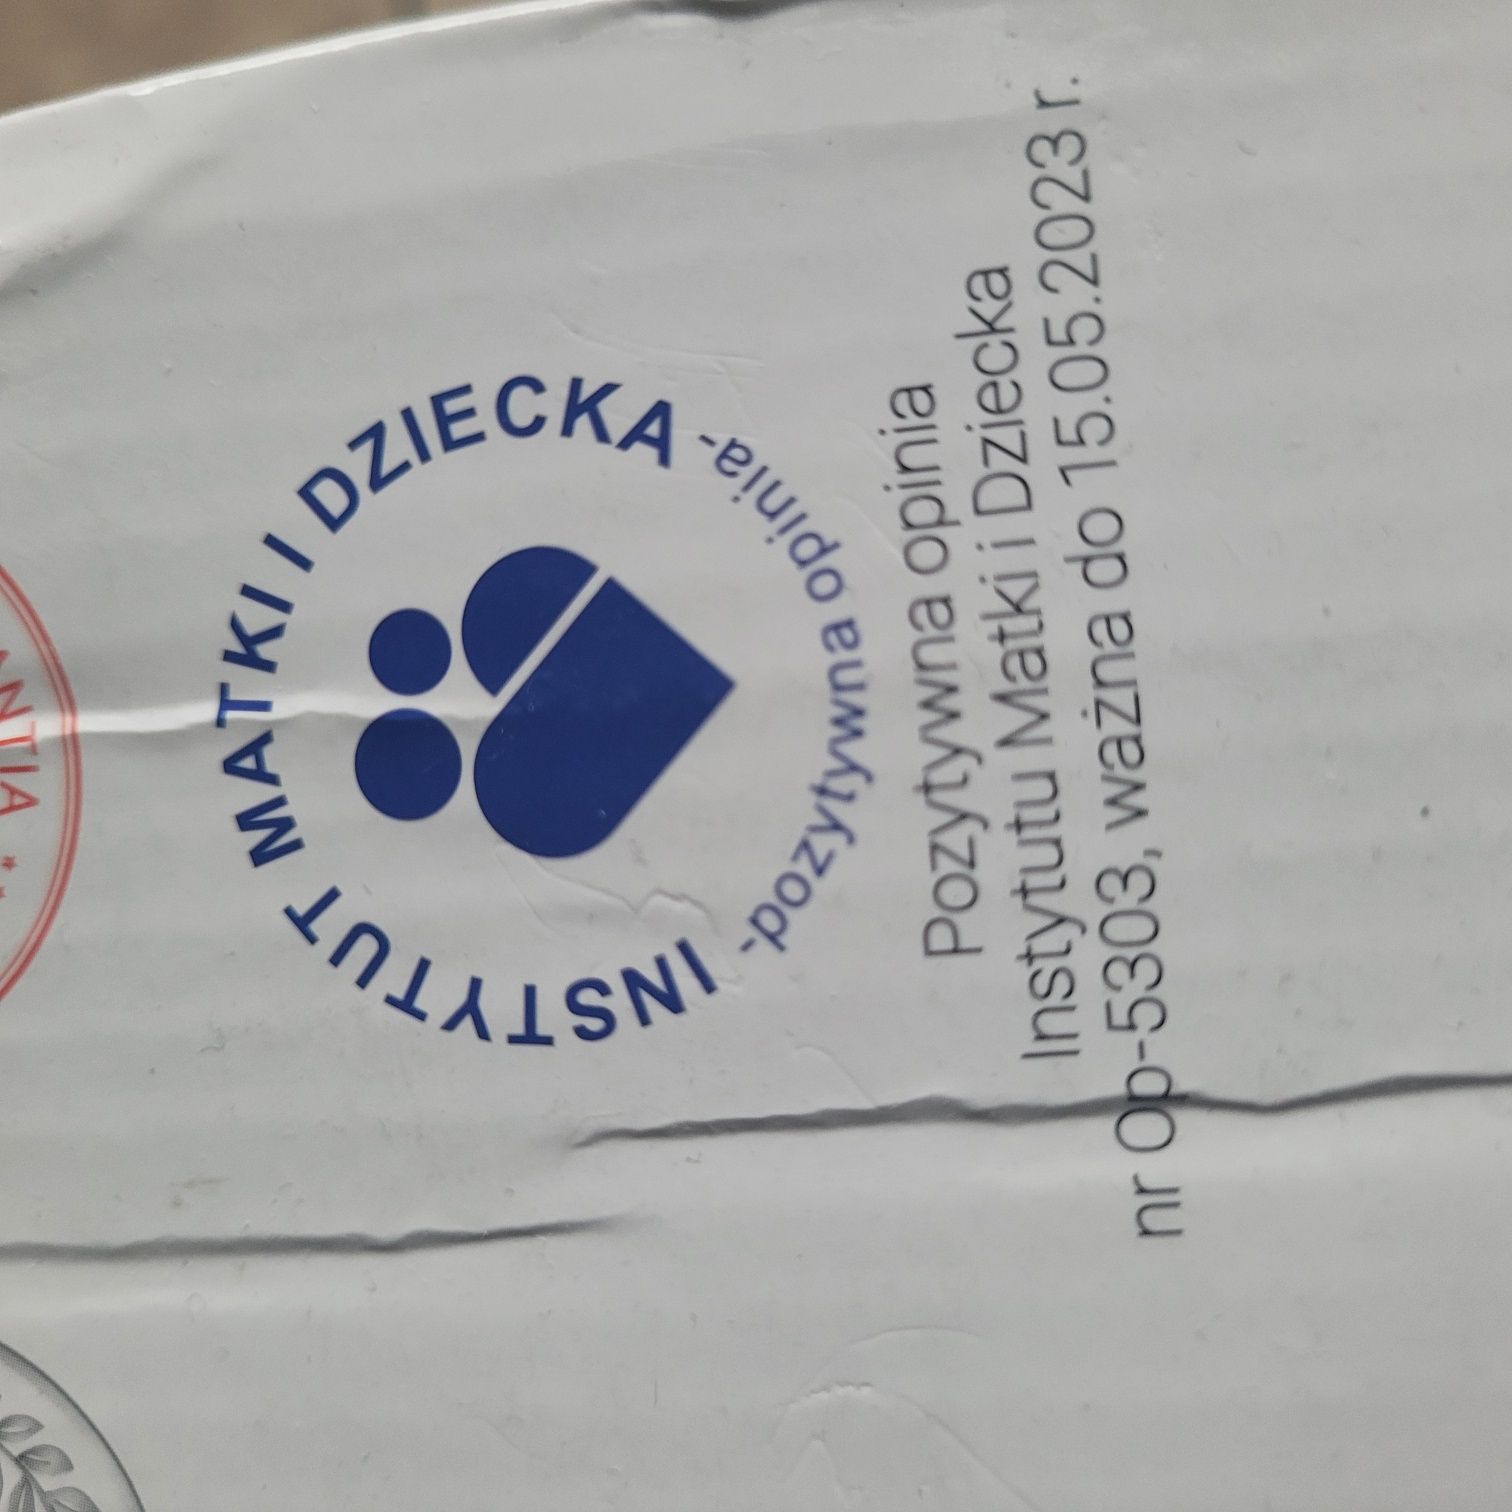 INSTYTUT MATKI I DZIECKA
-pozytywna opinia-
Pozytywna opinia
Instytutu Matki i Dziecka
nr Op-5303, ważna do 15.05.2023 r.